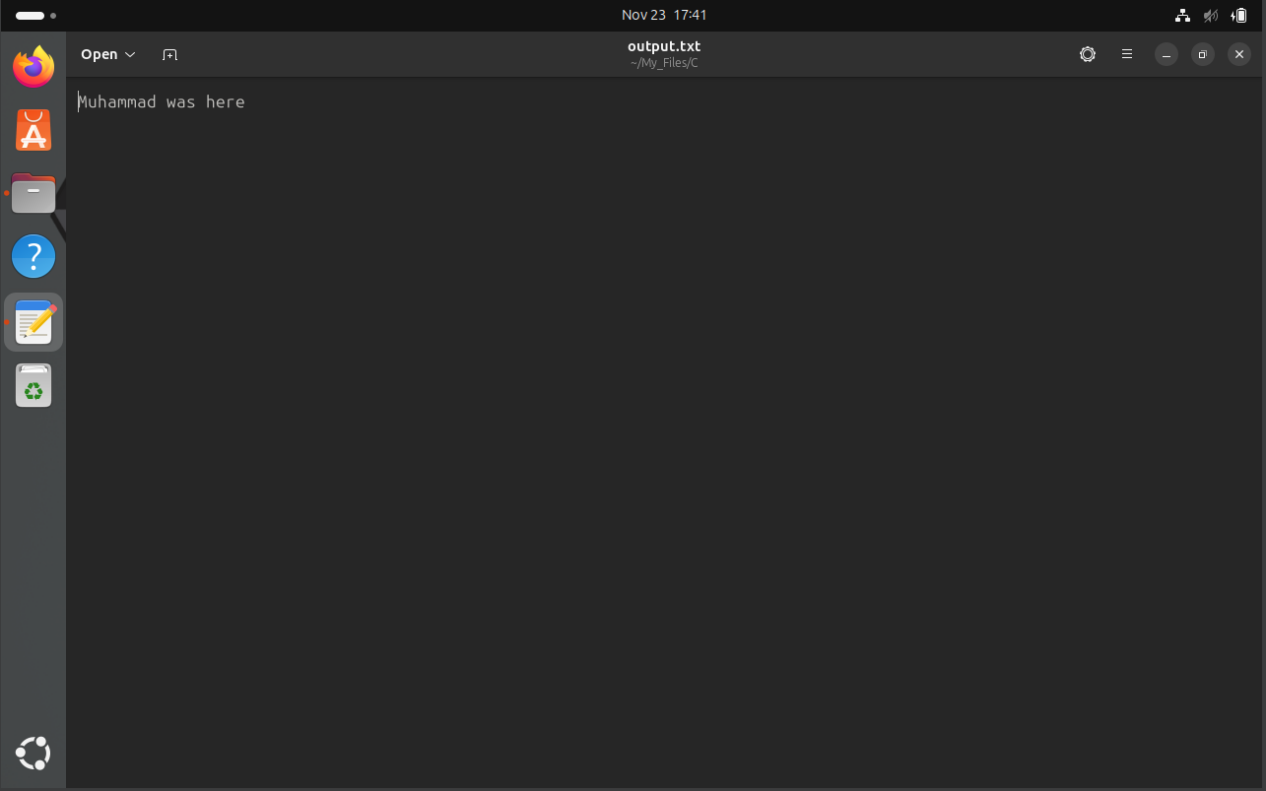 Nov 23 17:41
Open
output.txt
~/My_Files/C
Muhammad was here